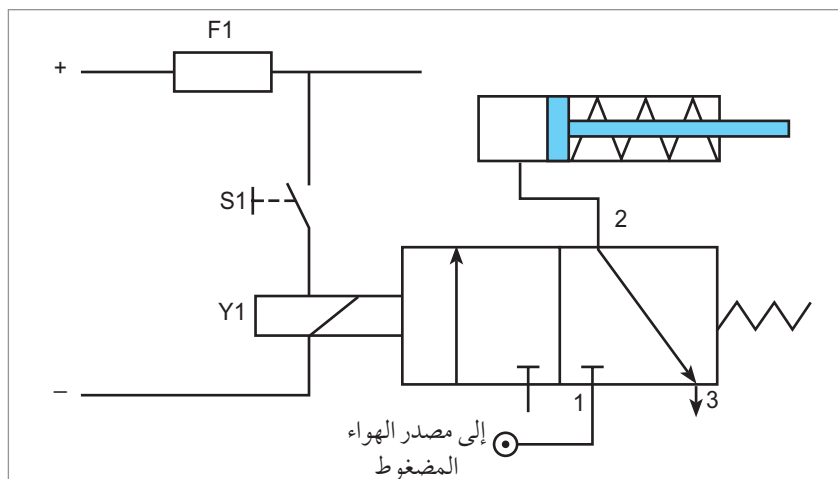 F1
+
S1
2
Y1
–
1
3
إلى مصدر الهواء
المضغوط